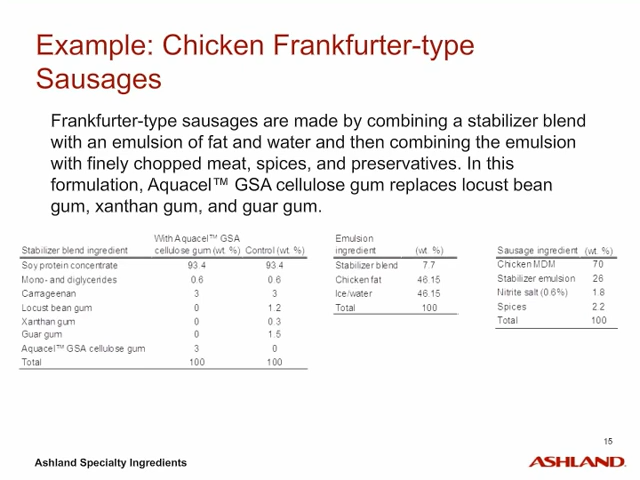 Example: Chicken Frankfurter-type
Sausages
Frankfurter-type sausages are made by combining a stabilizer blend
with an emulsion of fat and water and then combining the emulsion
with finely chopped meat, spices, and preservatives. In this
formulation, Aquacel™ GSA cellulose gum replaces locust bean
gum, xanthan gum, and guar gum.
Stabilizer blend ingredient With Aquacel™ GSA cellulose gum (wt. %) Control (wt. %)
Soy protein concentrate 93.4 93.4
Mono- and diglycerides 0.6 0.6
Carrageenan 3 3
Locust bean gum 0 1.2
Xanthan gum 0 0.3
Guar gum 0 1.5
Aquacel™ GSA cellulose gum 3 0
Total 100 100
Emulsion ingredient (wt. %)
Stabilizer blend 7.7
Chicken fat 46.15
Ice/water 46.15
Total 100
Sausage ingredient (wt. %)
Chicken MDM 70
Stabilizer emulsion 26
Nitrite salt (0.6%) 1.8
Spices 2.2
Total 100
15
Ashland Specialty Ingredients
ASHLAND